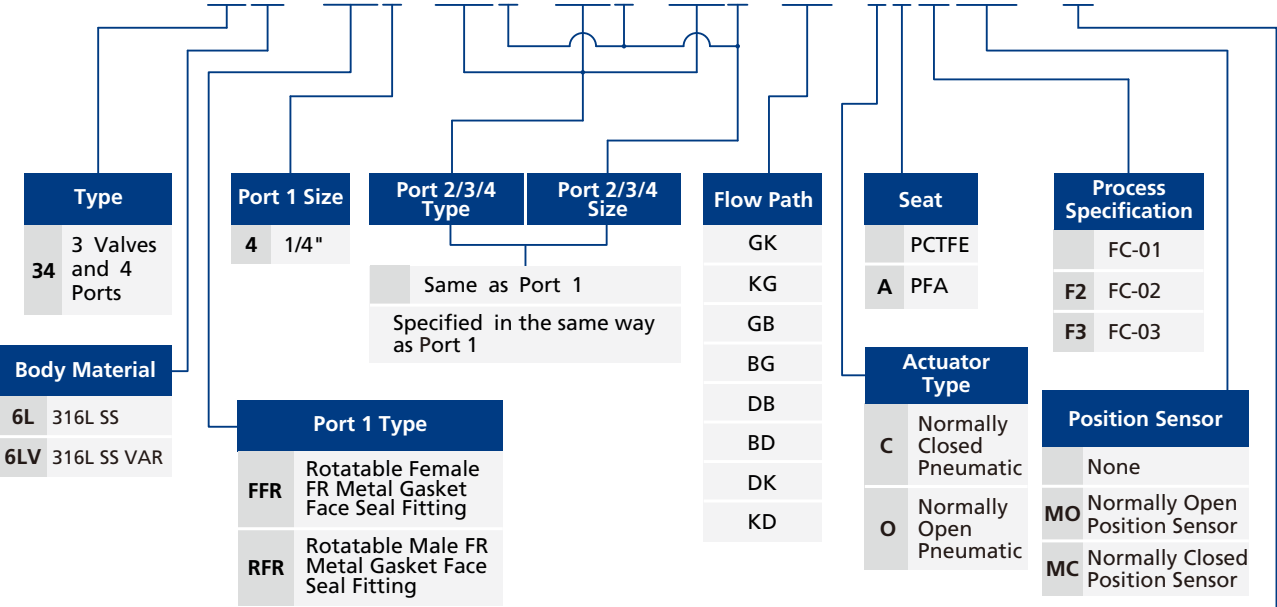 Type
34
3 Valves
and 4
Ports
Body Material
6L 316L SS
6LV 316L SS VAR
Port 1 Size
4 1/4"
Port 1 Type
FFR
Rotatable Female
FR Metal Gasket
Face Seal Fitting
RFR
Rotatable Male FR
Metal Gasket Face
Seal Fitting
Port 2/3/4
Type
Port 2/3/4
Size
Same as Port 1
Specified in the same way
as Port 1
Flow Path
GK
KG
GB
BG
DB
BD
DK
KD
Seat
PCTFE
A PFA
Actuator
Type
C
Normally
Closed
Pneumatic
O
Normally
Open
Pneumatic
Process
Specification
FC-01
F2 FC-02
F3 FC-03
Position Sensor
None
MO
Normally Open
Position Sensor
MC
Normally Closed
Position Sensor